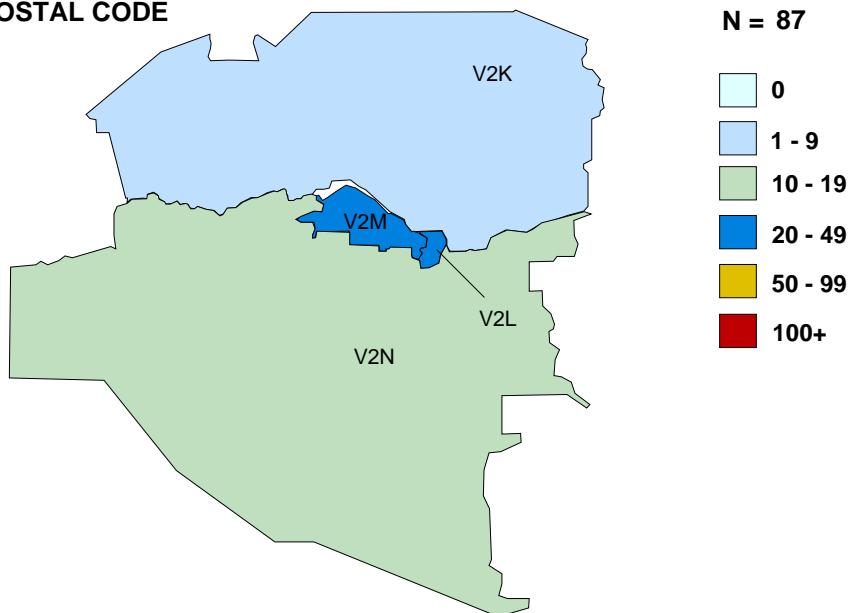 OSTAL CODE
N = 87
V2K
0
1 - 9
10 - 19
V2M
20 - 49
50 - 99
V2L
100+
V2N